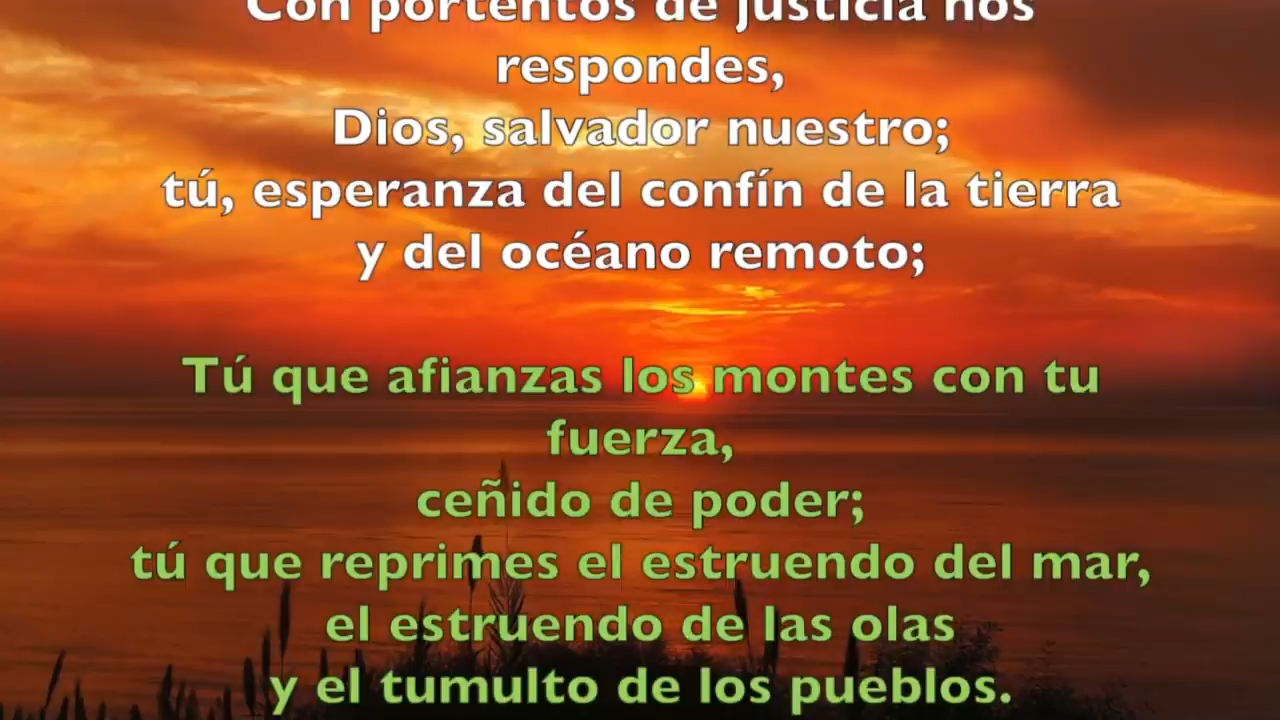 Con portentos de justicia nos
respondes,
Dios, salvador nuestro;
tú, esperanza del confín de la tierra
y del océano remoto;
Tú que afianzas los montes con tu
fuerza,
ceñido de poder;
tú que reprimes el estruendo del mar,
el estruendo de las olas
y el tumulto de los pueblos.